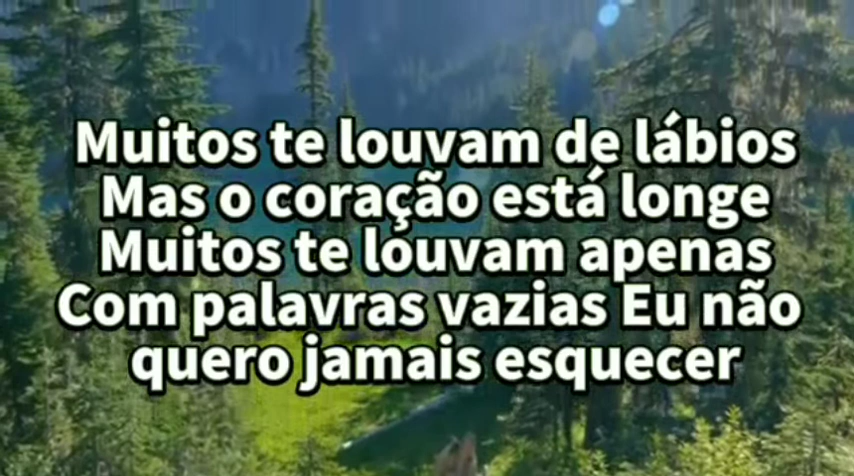 Muitos te louvam de lábios
Mas o coração está longe
Muitos te louvam apenas
Com palavras vazias Eu não
quero jamais esquecer